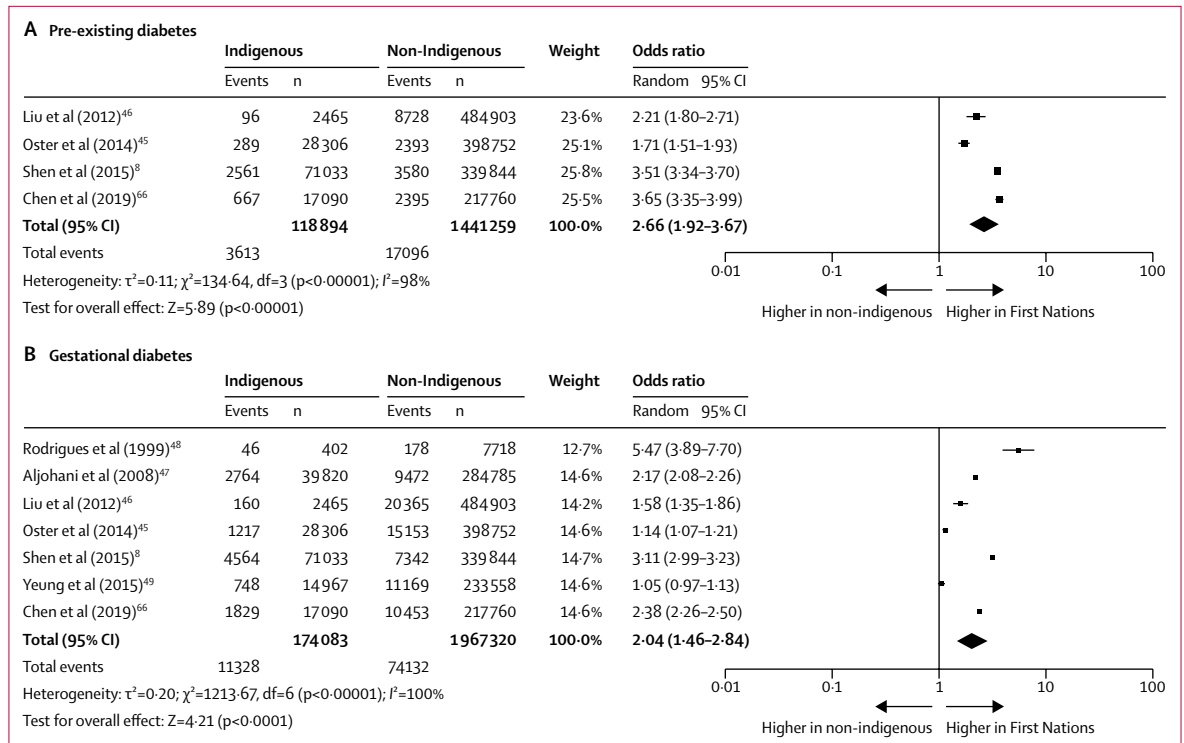 A Pre-existing diabetes
Indigenous Non-Indigenous Weight Odds ratio
Events n Events n Random 95% CI
Liu et al (2012)⁴⁶ 96 2465 8728 484903 23·6% 2·21 (1·80–2·71)
Oster et al (2014)⁴⁵ 289 28306 2393 398752 25·1% 1·71 (1·51–1·93)
Shen et al (2015)⁸ 2561 71033 3580 339844 25·8% 3·51 (3·34–3·70)
Chen et al (2019)⁶⁶ 667 17090 2395 217760 25·5% 3·65 (3·35–3·99)
Total (95% CI) 118894 1441259 100·0% 2·66 (1·92–3·67)
Total events 3613 17096
Heterogeneity: τ²=0·11; χ²=134·64, df=3 (p<0·00001); I²=98%
Test for overall effect: Z=5·89 (p<0·00001)
0·01 0·1 1 10 100
Higher in non-indigenous Higher in First Nations
B Gestational diabetes
Indigenous Non-Indigenous Weight Odds ratio
Events n Events n Random 95% CI
Rodrigues et al (1999)⁴⁸ 46 402 178 7718 12·7% 5·47 (3·89–7·70)
Aljohani et al (2008)⁴⁷ 2764 39820 9472 284785 14·6% 2·17 (2·08–2·26)
Liu et al (2012)⁴⁶ 160 2465 20365 484903 14·2% 1·58 (1·35–1·86)
Oster et al (2014)⁴⁵ 1217 28306 15153 398752 14·6% 1·14 (1·07–1·21)
Shen et al (2015)⁸ 4564 71033 7342 339844 14·7% 3·11 (2·99–3·23)
Yeung et al (2015)⁴⁹ 748 14967 11169 233558 14·6% 1·05 (0·97–1·13)
Chen et al (2019)⁶⁶ 1829 17090 10453 217760 14·6% 2·38 (2·26–2·50)
Total (95% CI) 174083 1967320 100·0% 2·04 (1·46–2·84)
Total events 11328 74132
Heterogeneity: τ²=0·20; χ²=1213·67, df=6 (p<0·00001); I²=100%
Test for overall effect: Z=4·21 (p<0·0001)
0·01 0·1 1 10 100
Higher in non-indigenous Higher in First Nations